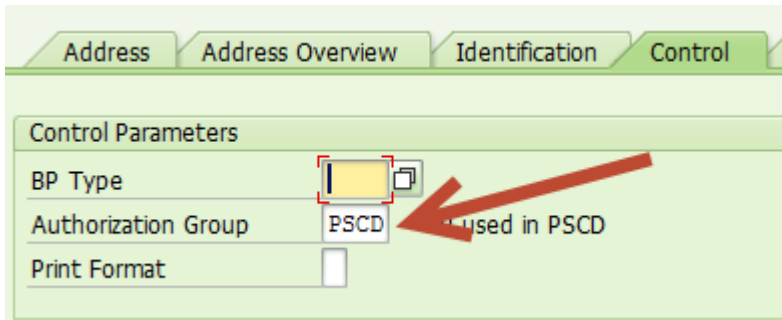 Address Address Overview Identification Control
Control Parameters
BP Type
Authorization Group PSCD used in PSCD
Print Format